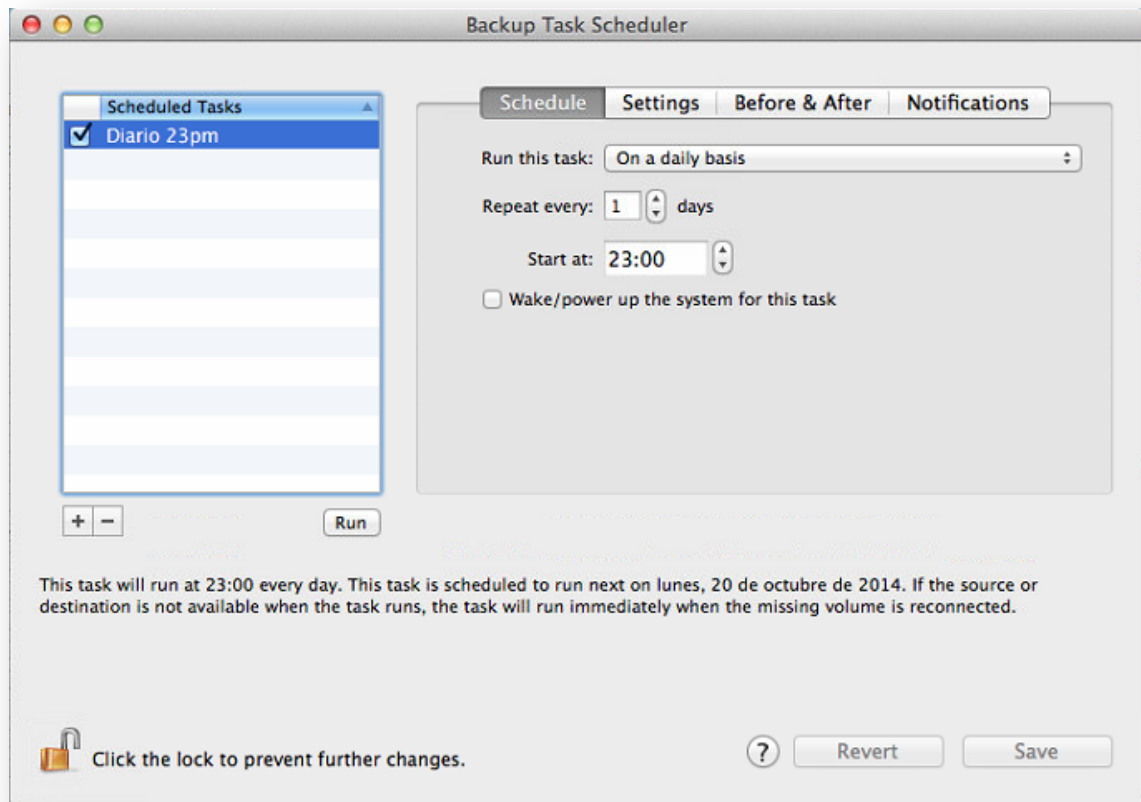 Backup Task Scheduler
Scheduled Tasks
Diario 23pm
+ −
Run
Schedule Settings Before & After Notifications
Run this task: On a daily basis
Repeat every: 1 days
Start at: 23:00
Wake/power up the system for this task
This task will run at 23:00 every day. This task is scheduled to run next on lunes, 20 de octubre de 2014. If the source or
destination is not available when the task runs, the task will run immediately when the missing volume is reconnected.
Click the lock to prevent further changes.
? Revert Save